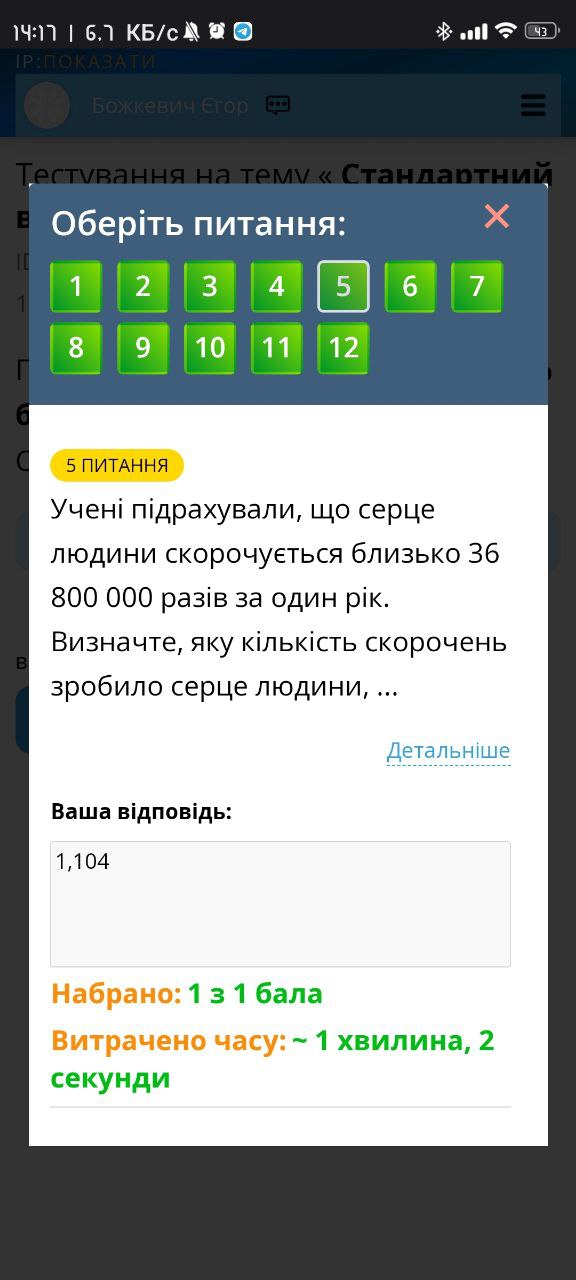 14:17 | 6.7 КБ/с
43
IP:ПОКАЗАТИ
Божкевич Єгор
Тестування на тему « Стандартний
Оберіть питання:
1 2 3 4 5 6 7
8 9 10 11 12
5 ПИТАННЯ
Учені підрахували, що серце
людини скорочується близько 36
800 000 разів за один рік.
Визначте, яку кількість скорочень
зробило серце людини, ...
Детальніше
Ваша відповідь:
1,104
Набрано: 1 з 1 бала
Витрачено часу: ~ 1 хвилина, 2
секунди